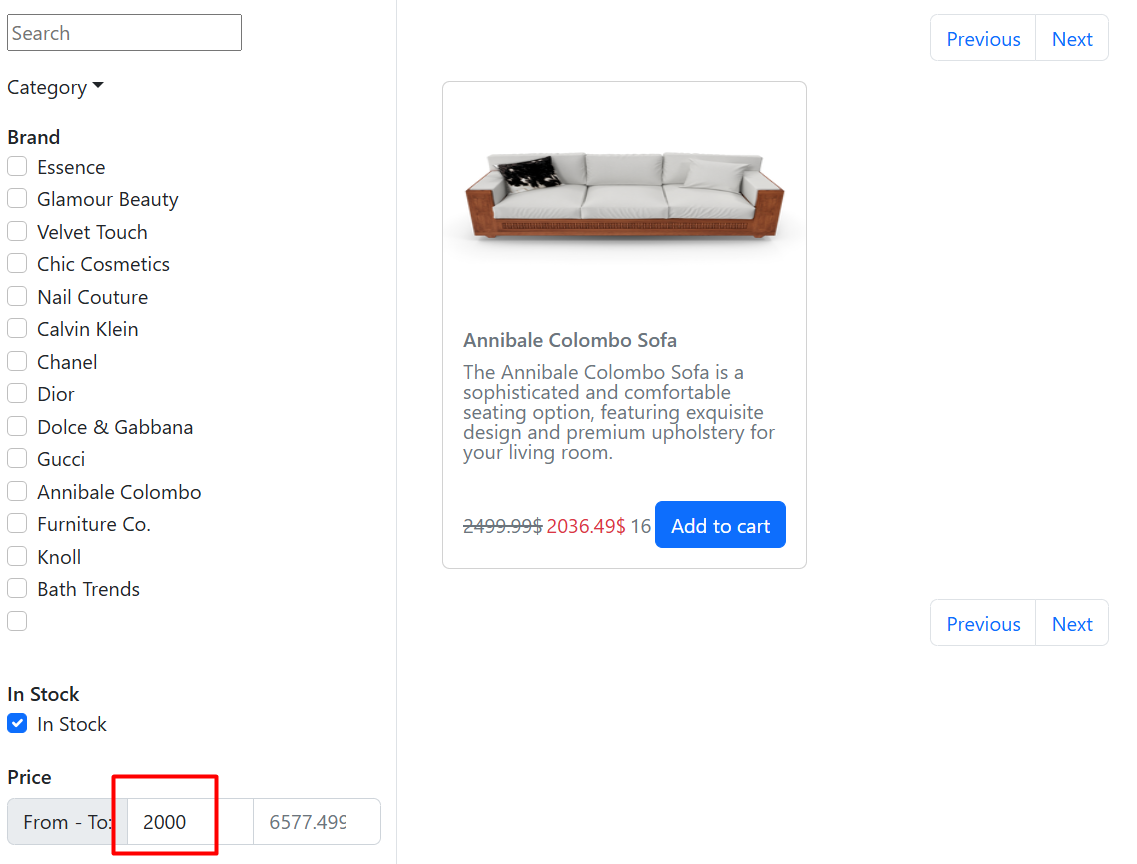 Search
Category
Brand
Essence
Glamour Beauty
Velvet Touch
Chic Cosmetics
Nail Couture
Calvin Klein
Chanel
Dior
Dolce & Gabbana
Gucci
Annibale Colombo
Furniture Co.
Knoll
Bath Trends
In Stock
In Stock
Price
From - To: 2000 6577.499
Previous Next
Annibale Colombo Sofa
The Annibale Colombo Sofa is a
sophisticated and comfortable
seating option, featuring exquisite
design and premium upholstery for
your living room.
2499.99$ 2036.49$ 16 Add to cart
Previous Next